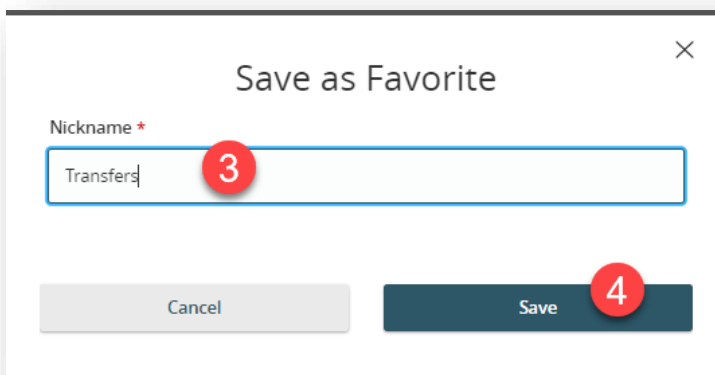 Save as Favorite
Nickname *
Transfers
3
Cancel
Save
4